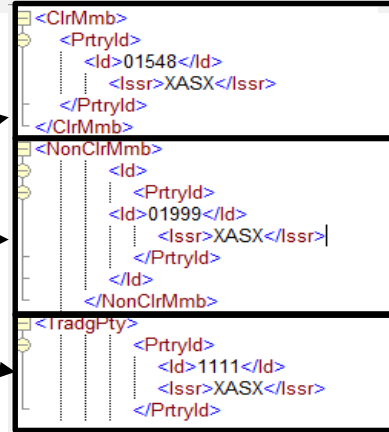 <ClrMmb>
<PrtryId>
<Id>01548</Id>
<Issr>XASX</Issr>
</PrtryId>
</ClrMmb>
<NonClrMmb>
<Id>
<PrtryId>
<Id>01999</Id>
<Issr>XASX</Issr>
</PrtryId>
</Id>
</NonClrMmb>
<TradgPty>
<PrtryId>
<Id>1111</Id>
<Issr>XASX</Issr>
</PrtryId>